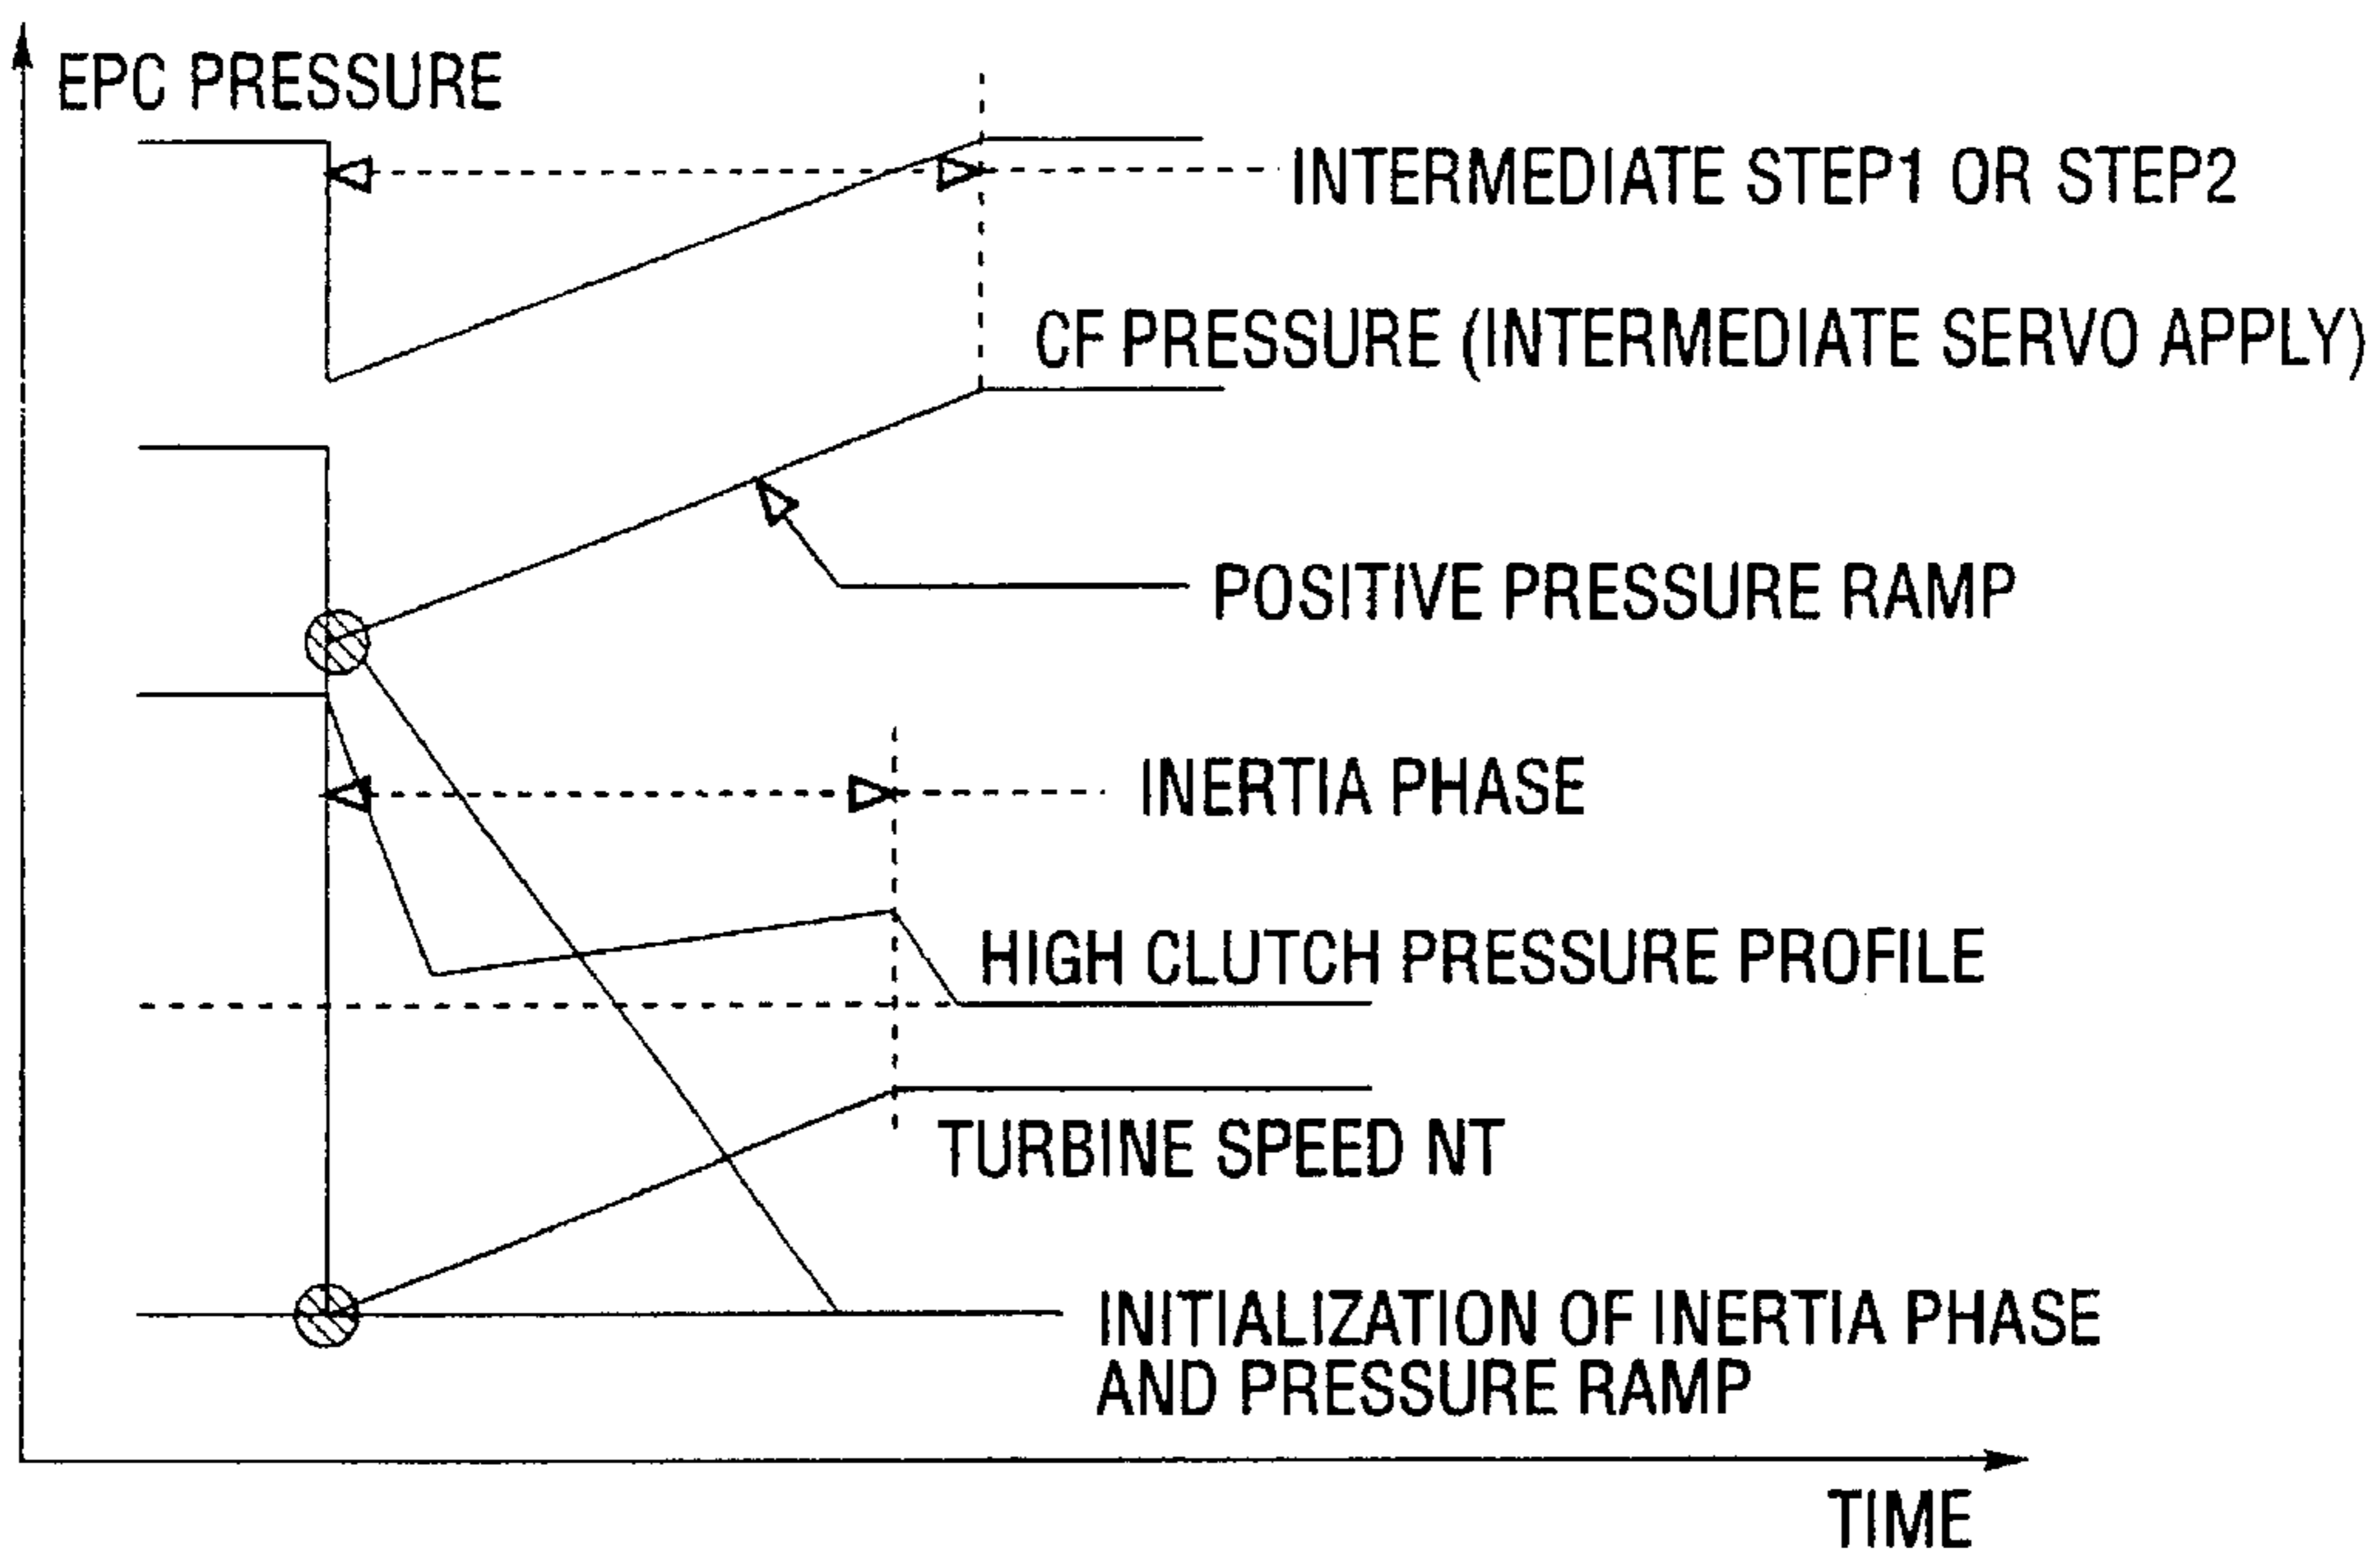 EPC PRESSURE
INTERMEDIATE STEP1 OR STEP2
CF PRESSURE (INTERMEDIATE SERVO APPLY)
POSITIVE PRESSURE RAMP
INERTIA PHASE
HIGH CLUTCH PRESSURE PROFILE
TURBINE SPEED NT
INITIALIZATION OF INERTIA PHASE
AND PRESSURE RAMP
TIME